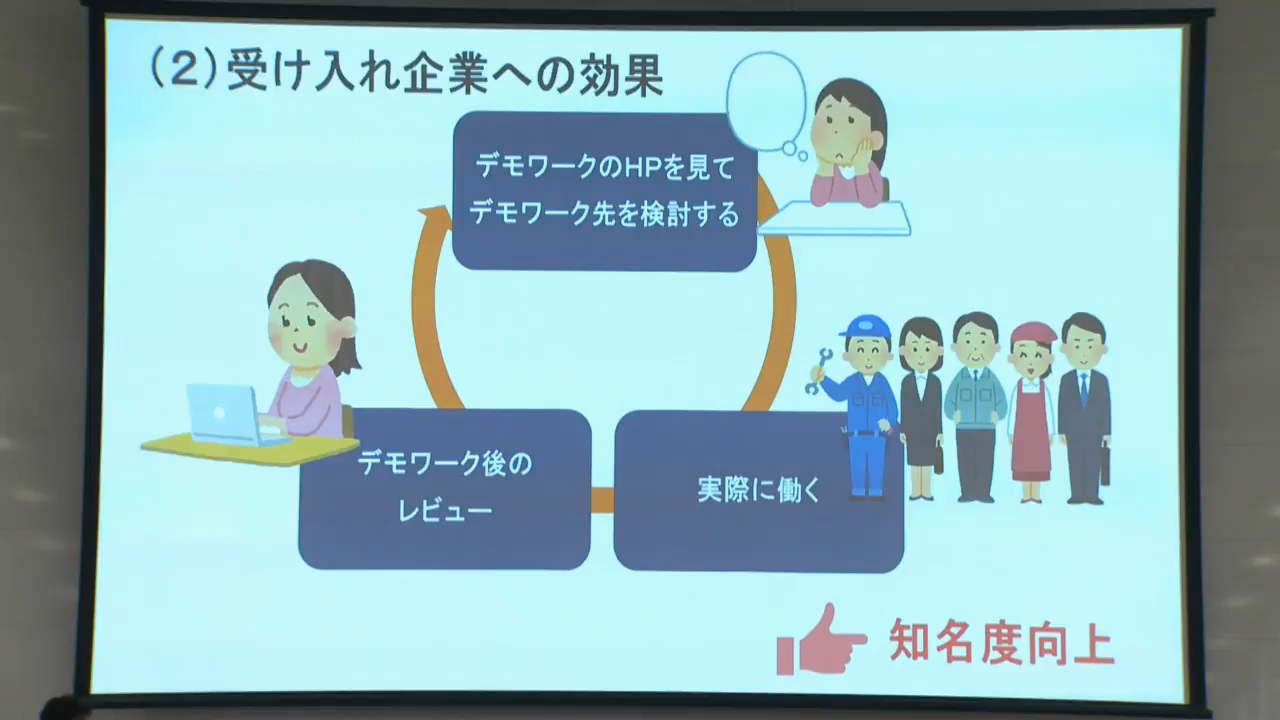 （２）受け入れ企業への効果
デモワークのHPを見て
デモワーク先を検討する
デモワーク後の
レビュー
実際に働く
知名度向上